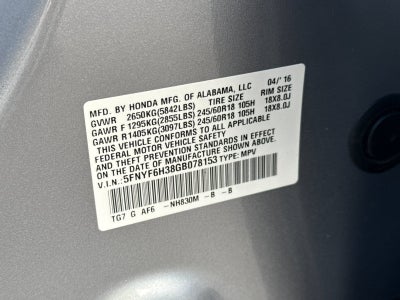 MFD. BY HONDA MFG. OF ALABAMA, LLC 04/'16
TIRE SIZE RIM SIZE
GVWR 2650KG(5842LBS)
GAWR F 1295KG(2855LBS) 245/60R18 105H 18X8.0J
GAWR R 1405KG(3097LBS) 245/60R18 105H 18X8.0J
THIS VEHICLE CONFORMS TO ALL APPLICABLE
FEDERAL MOTOR VEHICLE SAFETY STANDARDS IN
EFFECT ON THE DATE OF MANUFACTURE SHOWN ABOVE.
V.I.N.: 5FNYF6H38GB078153 TYPE: MPV
TG7 G AF6 -NH830M -B -B